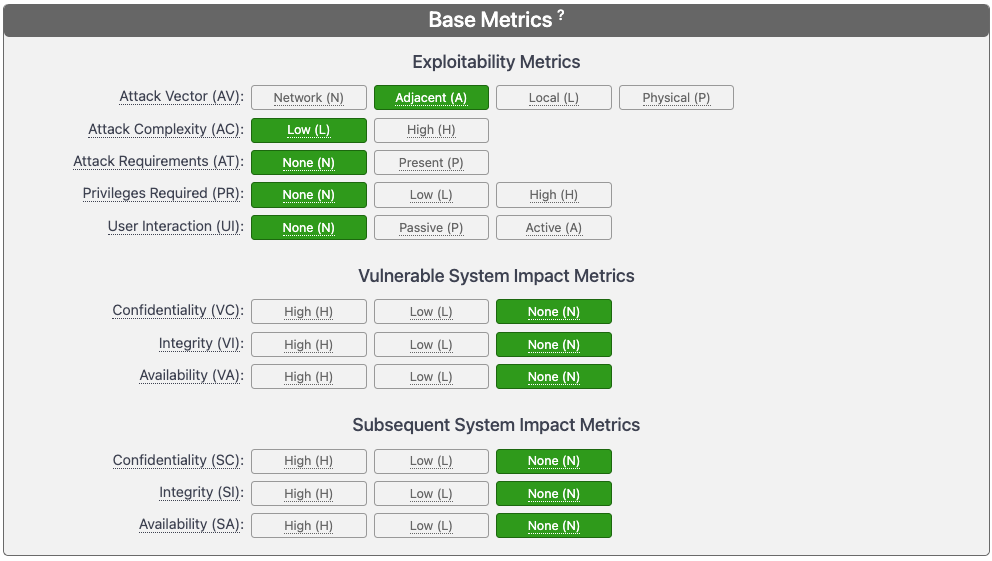 Base Metrics ?
Exploitability Metrics
Attack Vector (AV): Network (N) Adjacent (A) Local (L) Physical (P)
Attack Complexity (AC): Low (L) High (H)
Attack Requirements (AT): None (N) Present (P)
Privileges Required (PR): None (N) Low (L) High (H)
User Interaction (UI): None (N) Passive (P) Active (A)
Vulnerable System Impact Metrics
Confidentiality (VC): High (H) Low (L) None (N)
Integrity (VI): High (H) Low (L) None (N)
Availability (VA): High (H) Low (L) None (N)
Subsequent System Impact Metrics
Confidentiality (SC): High (H) Low (L) None (N)
Integrity (SI): High (H) Low (L) None (N)
Availability (SA): High (H) Low (L) None (N)